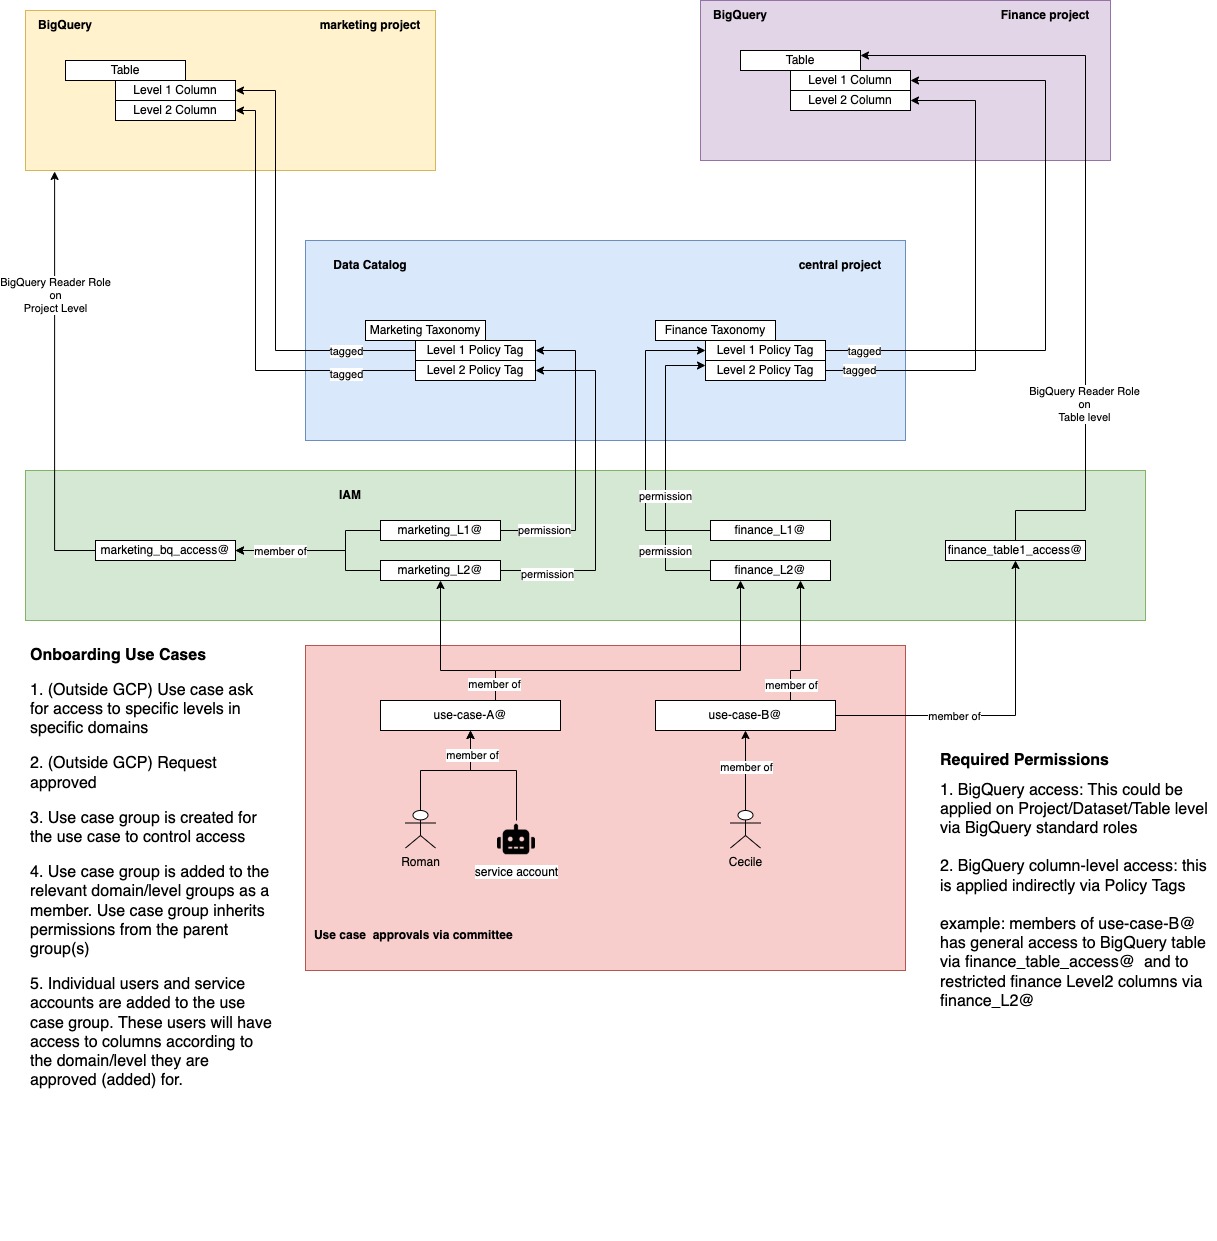 BigQuery
marketing project
Table
Level 1 Column
Level 2 Column
BigQuery
Finance project
Table
Level 1 Column
Level 2 Column
BigQuery Reader Role
on
Project Level
Data Catalog
central project
Marketing Taxonomy
Level 1 Policy Tag
Level 2 Policy Tag
tagged
tagged
Finance Taxonomy
Level 1 Policy Tag
Level 2 Policy Tag
tagged
tagged
BigQuery Reader Role
on
Table level
IAM
marketing_bq_access@
member of
marketing_L1@
marketing_L2@
permission
permission
permission
permission
finance_L1@
finance_L2@
finance_table1_access@
member of
use-case-A@
member of
Roman
service account
member of
use-case-B@
member of
member of
Cecile
Use case  approvals via committee
Onboarding Use Cases
1. (Outside GCP) Use case ask
for access to specific levels in
specific domains
2. (Outside GCP) Request
approved
3. Use case group is created for
the use case to control access
4. Use case group is added to the
relevant domain/level groups as a
member. Use case group inherits
permissions from the parent
group(s)
5. Individual users and service
accounts are added to the use
case group. These users will have
access to columns according to
the domain/level they are
approved (added) for.
Required Permissions
1. BigQuery access: This could be
applied on Project/Dataset/Table level
via BigQuery standard roles
2. BigQuery column-level access: this
is applied indirectly via Policy Tags
example: members of use-case-B@
has general access to BigQuery table
via finance_table_access@  and to
restricted finance Level2 columns via
finance_L2@